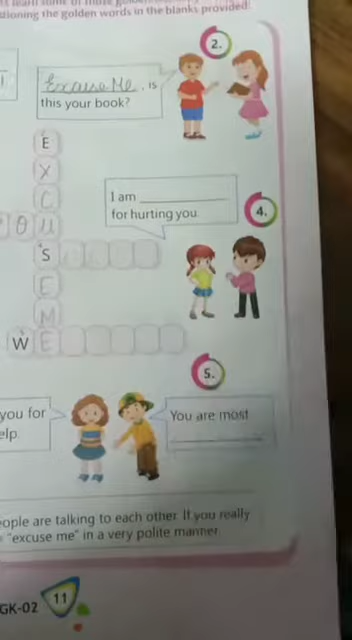 tioning the golden words in the blanks provided:
2.
Excuse Me, is
this your book?
E
X
C
O U
I am ____________
for hurting you.
4.
S
E
M
W E
5.
you for
elp.
You are most
____________
eople are talking to each other. If you really
"excuse me" in a very polite manner.
GK-02 11